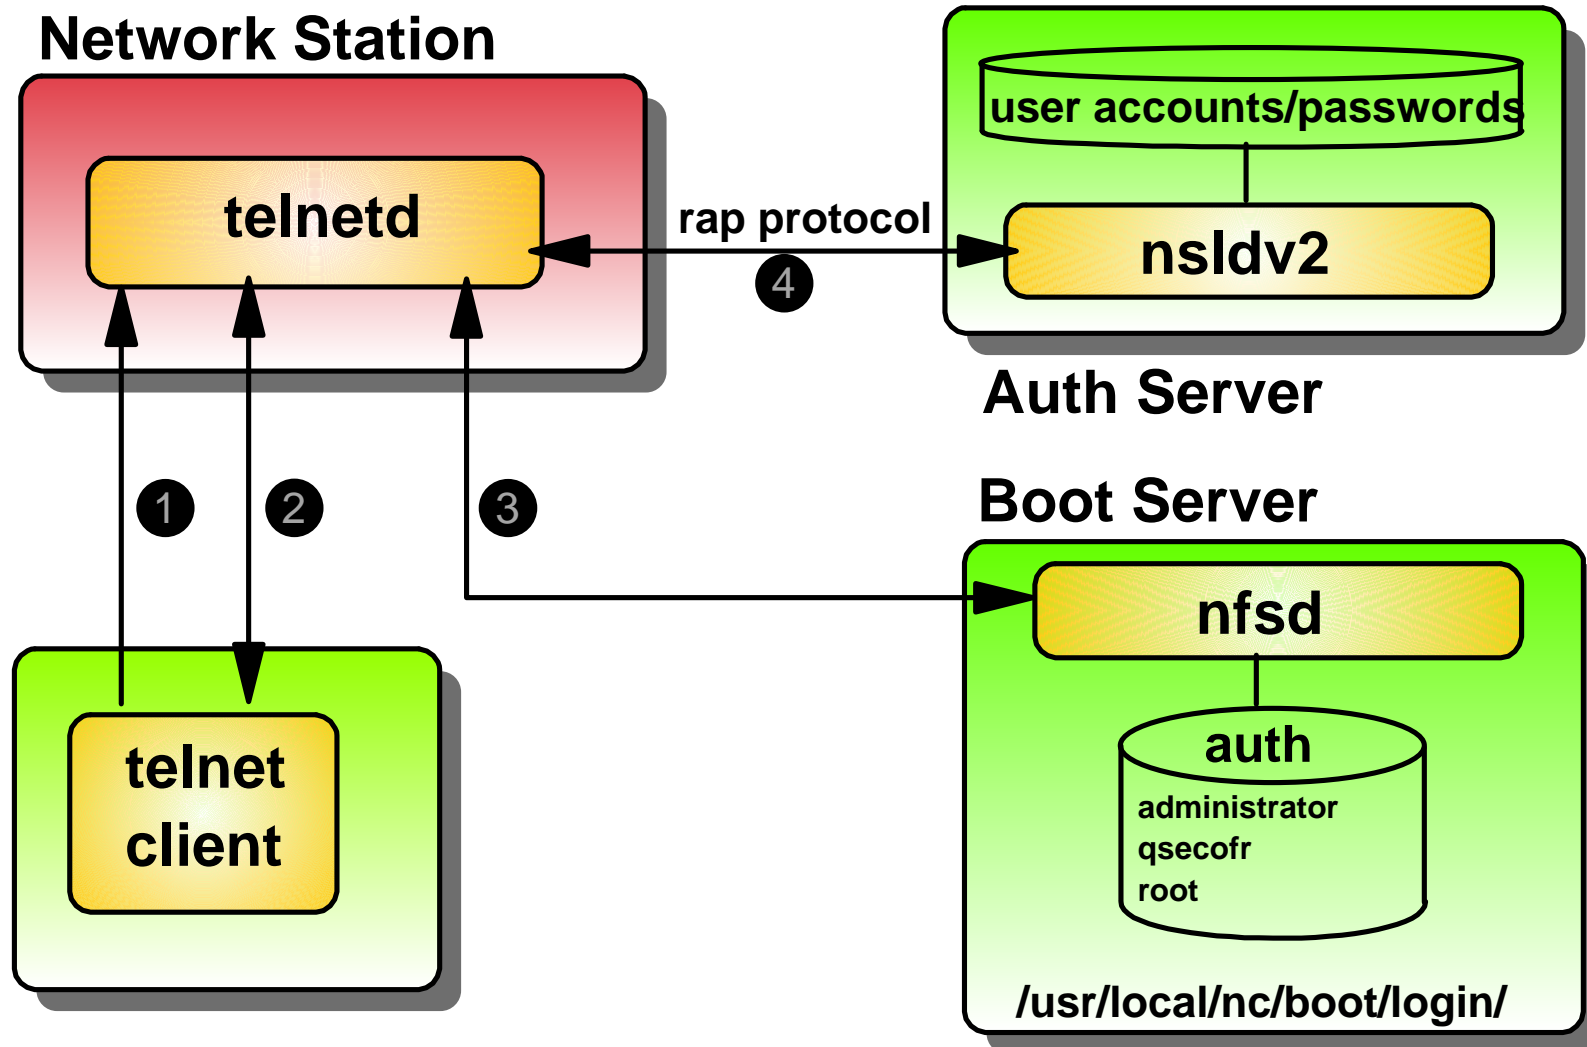 Network Station
telnetd
rap protocol
4
user accounts/passwords
nsldv2
Auth Server
1
2
3
Boot Server
nfsd
auth
administrator
qsecofr
root
/usr/local/nc/boot/login/
telnet
client